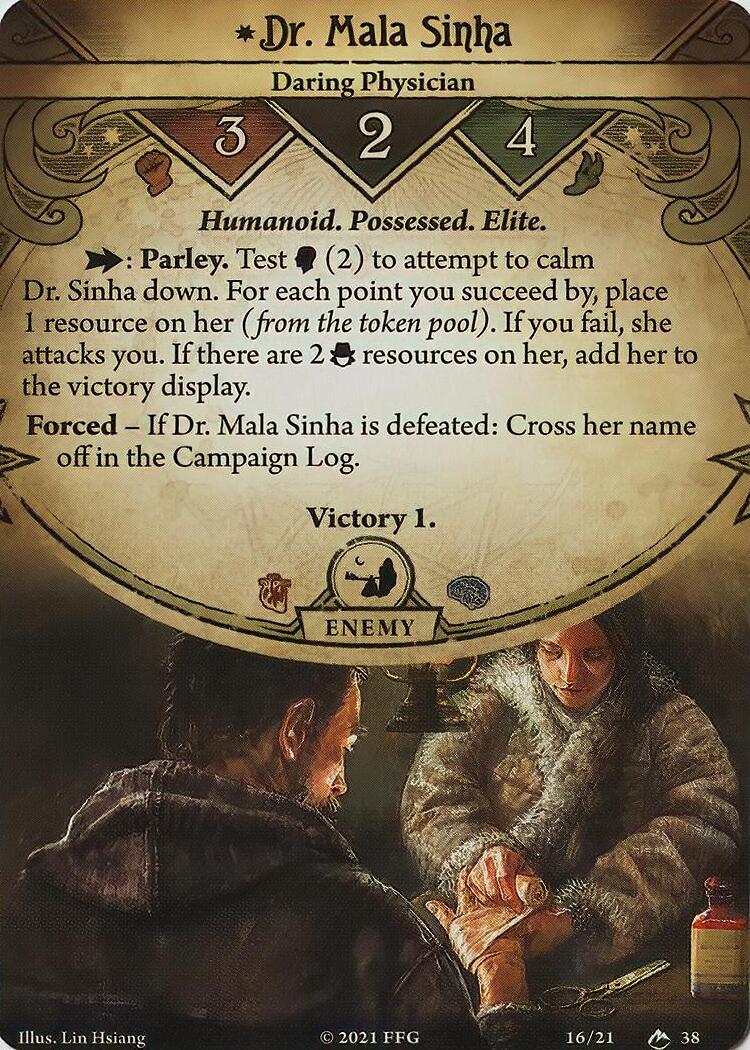 Dr. Mala Sinha
Daring Physician
3 2 4
Humanoid. Possessed. Elite.
: Parley. Test (2) to attempt to calm
Dr. Sinha down. For each point you succeed by, place
1 resource on her (from the token pool). If you fail, she
attacks you. If there are 2 resources on her, add her to
the victory display.
Forced – If Dr. Mala Sinha is defeated: Cross her name
off in the Campaign Log.
Victory 1.
ENEMY
Illus. Lin Hsiang © 2021 FFG 16/21 38